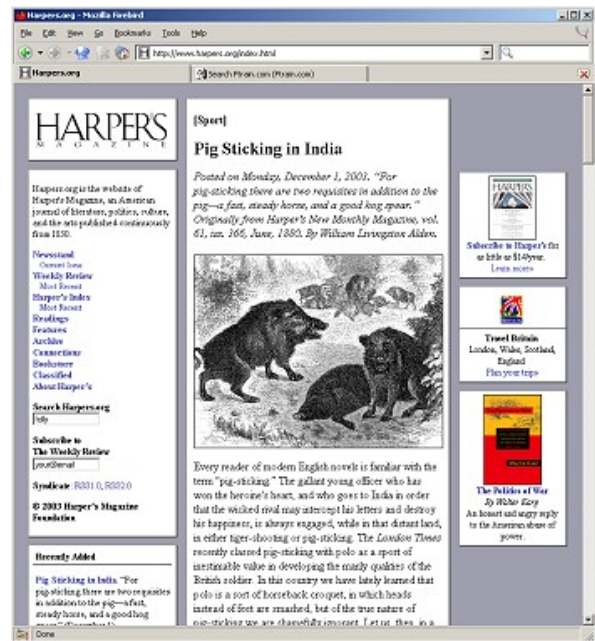 Harpers.org - Mozilla Firebird
File Edit View Go Bookmarks Tools Help
http://www.harpers.org/index.html
Harpers.org
Search Ftrain.com (Ftrain.com)
HARPER'S
MAGAZINE
Harpers.org is the website of
Harper's Magazine, an American
journal of literature, politics, culture,
and the arts published continuously
from 1850.
Newsstand
Current Issue
Weekly Review
Most Recent
Harper's Index
Most Recent
Readings
Features
Archive
Connections
Bookstore
Classified
About Harper's
Search Harpers.org
Subscribe to
The Weekly Review
your@email
Syndicate: RSS1.0, RSS2.0
© 2003 Harper's Magazine
Foundation
Recently Added
Pig Sticking in India. "For
pig-sticking there are two requisites
in addition to the pig—a fast,
steady horse, and a good hog
spear." (December 1)
[Sport]
Pig Sticking in India
Posted on Monday, December 1, 2003. "For
pig-sticking there are two requisites in addition to the
pig—a fast, steady horse, and a good hog spear."
Originally from Harper's New Monthly Magazine, vol.
61, iss. 366, June, 1880. By William Livingston Alden.
Every reader of modern English novels is familiar with the
term "pig-sticking." The gallant young officer who has
won the heroine's heart, and who goes to India in order
that the wicked rival may intercept his letters and destroy
his happiness, is always engaged, while in that distant land,
in either tiger-shooting or pig-sticking. The London Times
recently classed pig-sticking with polo as a sport of
inestimable value in developing the manly qualities of the
British soldier. In this country we have lately learned that
polo is a sort of horseback croquet, in which heads
instead of feet are smashed, but of the true nature of
pig-sticking we are shamefully ignorant. Let us, then, in a
HARPER'S
Subscribe to Harper's for
as little as $14/year.
Learn more»
Travel Britain
London, Wales, Scotland,
England
Plan your trip»
The Politics of War
By Walter Karp
An honest and angry reply
to the American abuse of
power.
Done